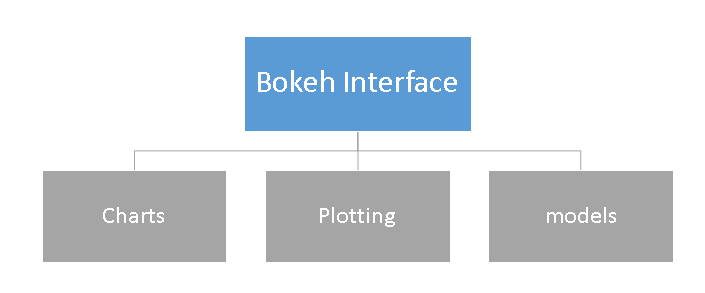 Bokeh Interface
Charts
Plotting
models